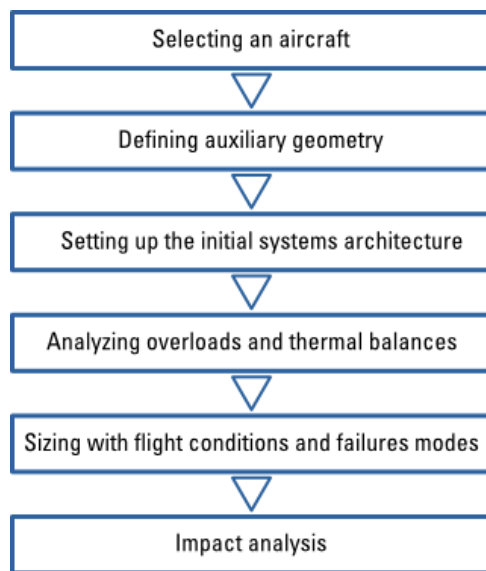 Selecting an aircraft
Defining auxiliary geometry
Setting up the initial systems architecture
Analyzing overloads and thermal balances
Sizing with flight conditions and failures modes
Impact analysis